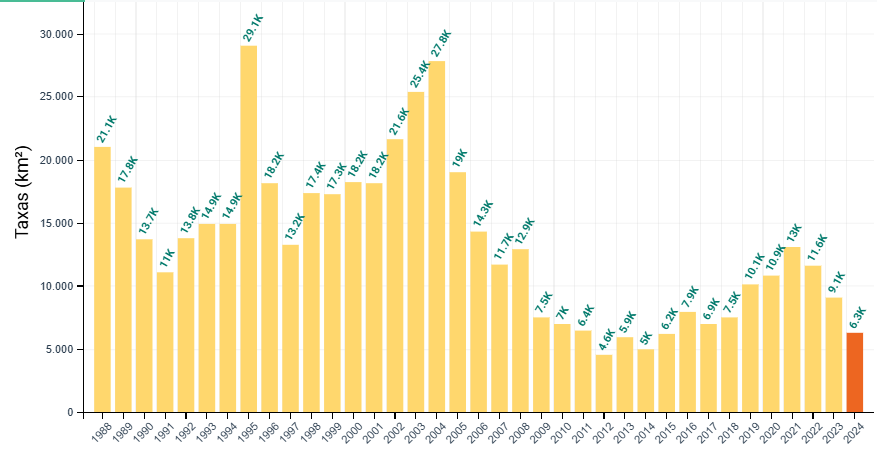 Taxas (km²)
30.000
25.000
20.000
15.000
10.000
5.000
0
21.1K
17.8K
13.7K
11K
13.8K
14.9K
14.9K
29.1K
18.2K
13.2K
17.4K
17.3K
18.2K
18.2K
21.6K
25.4K
27.8K
19K
14.3K
11.7K
12.9K
7.5K
7K
6.4K
4.6K
5.9K
5K
6.2K
7.9K
6.9K
7.5K
10.1K
10.9K
13K
11.6K
9.1K
6.3K
1988
1989
1990
1991
1992
1993
1994
1995
1996
1997
1998
1999
2000
2001
2002
2003
2004
2005
2006
2007
2008
2009
2010
2011
2012
2013
2014
2015
2016
2017
2018
2019
2020
2021
2022
2023
2024